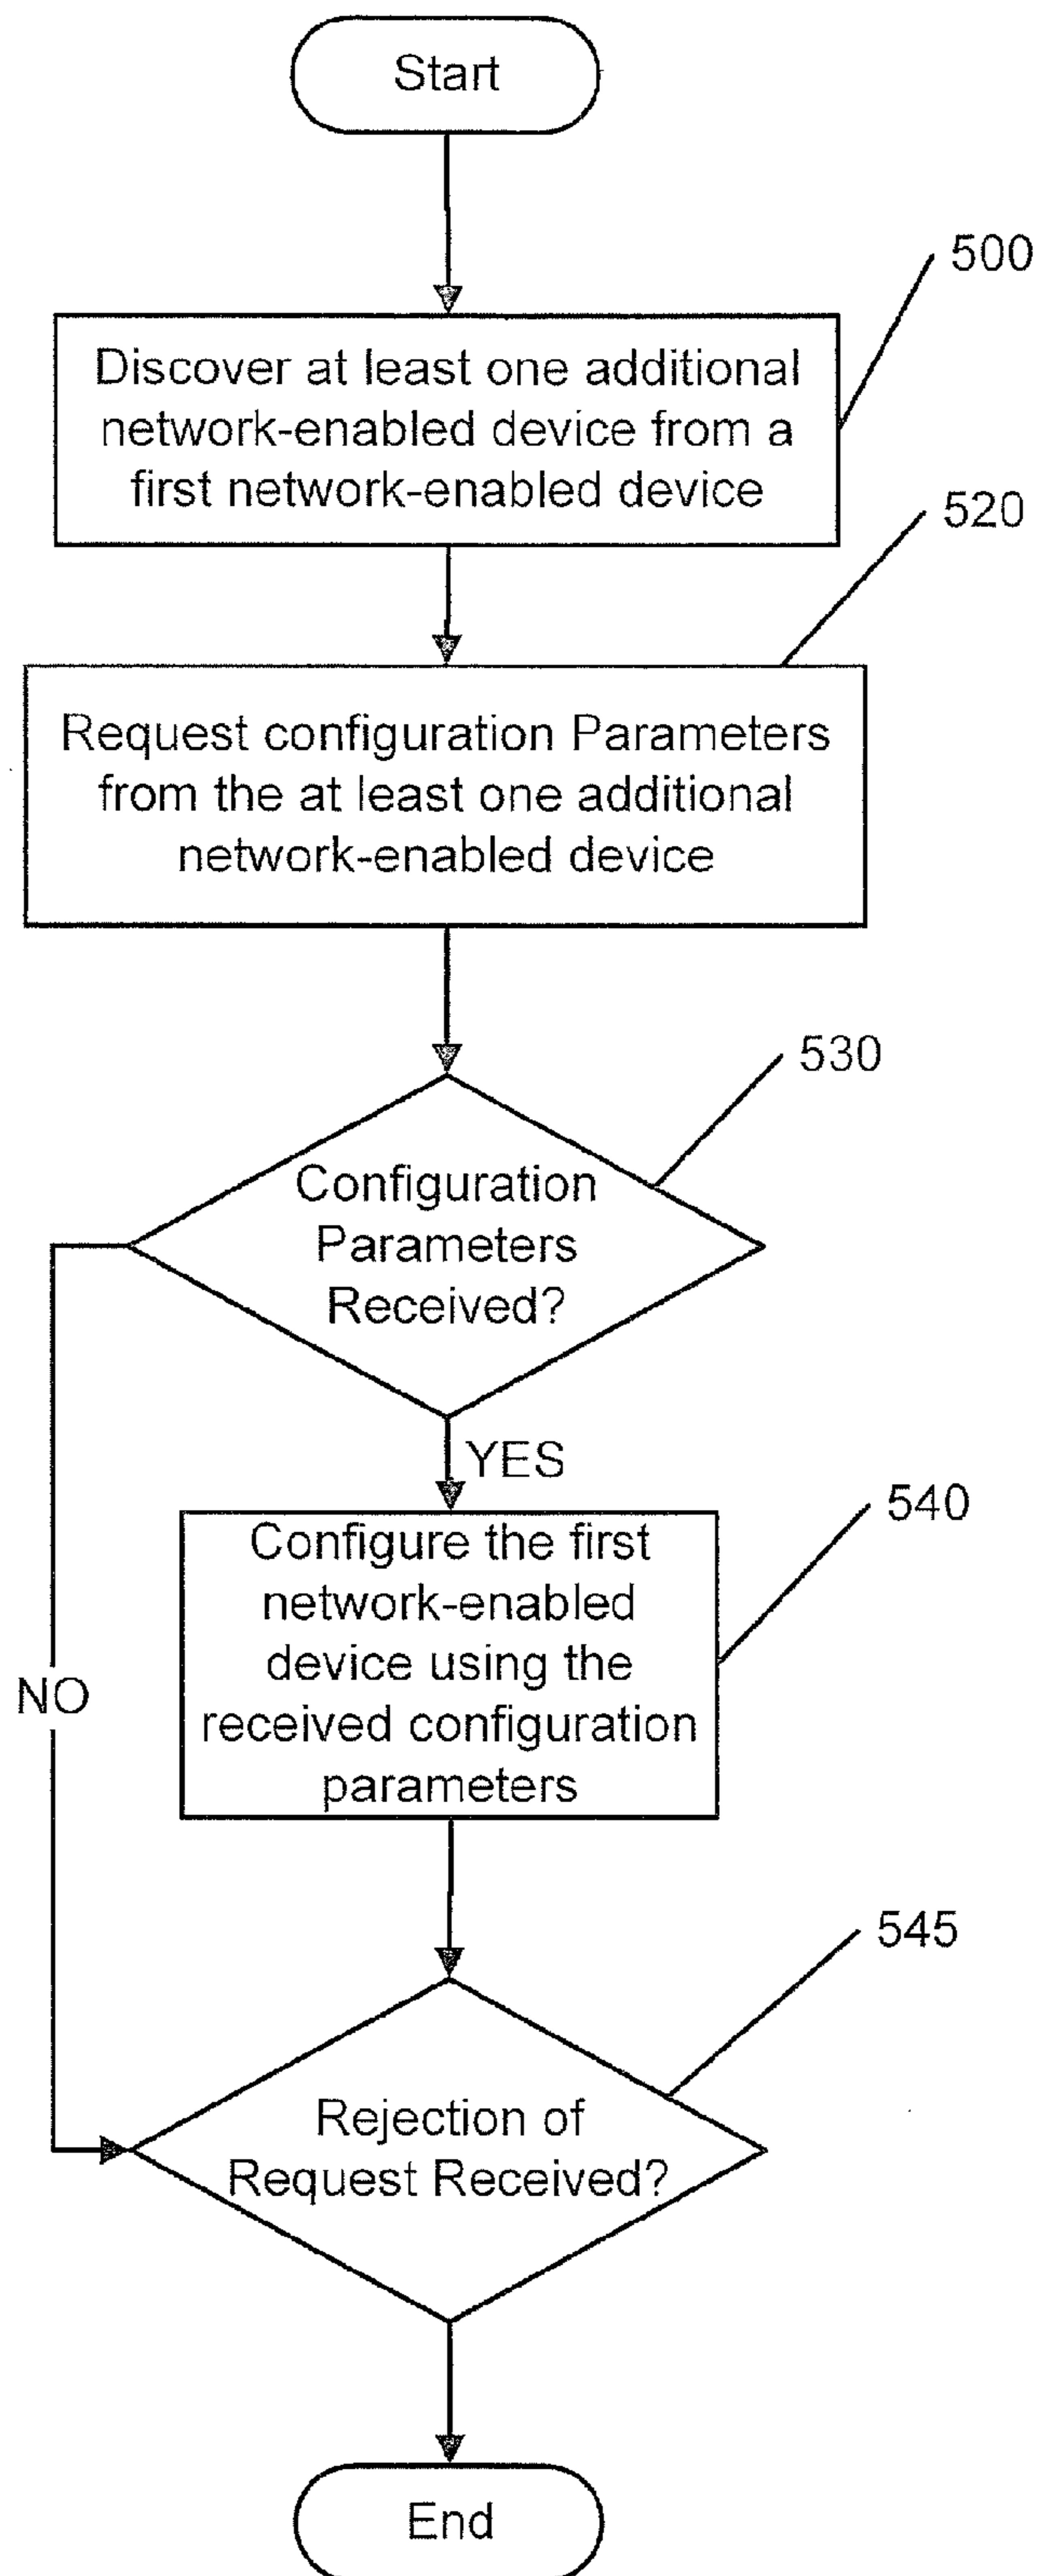 Start
500
Discover at least one additional
network-enabled device from a
first network-enabled device
520
Request configuration Parameters
from the at least one additional
network-enabled device
530
Configuration
Parameters
Received?
YES
540
Configure the first
network-enabled
device using the
received configuration
parameters
NO
545
Rejection of
Request Received?
End